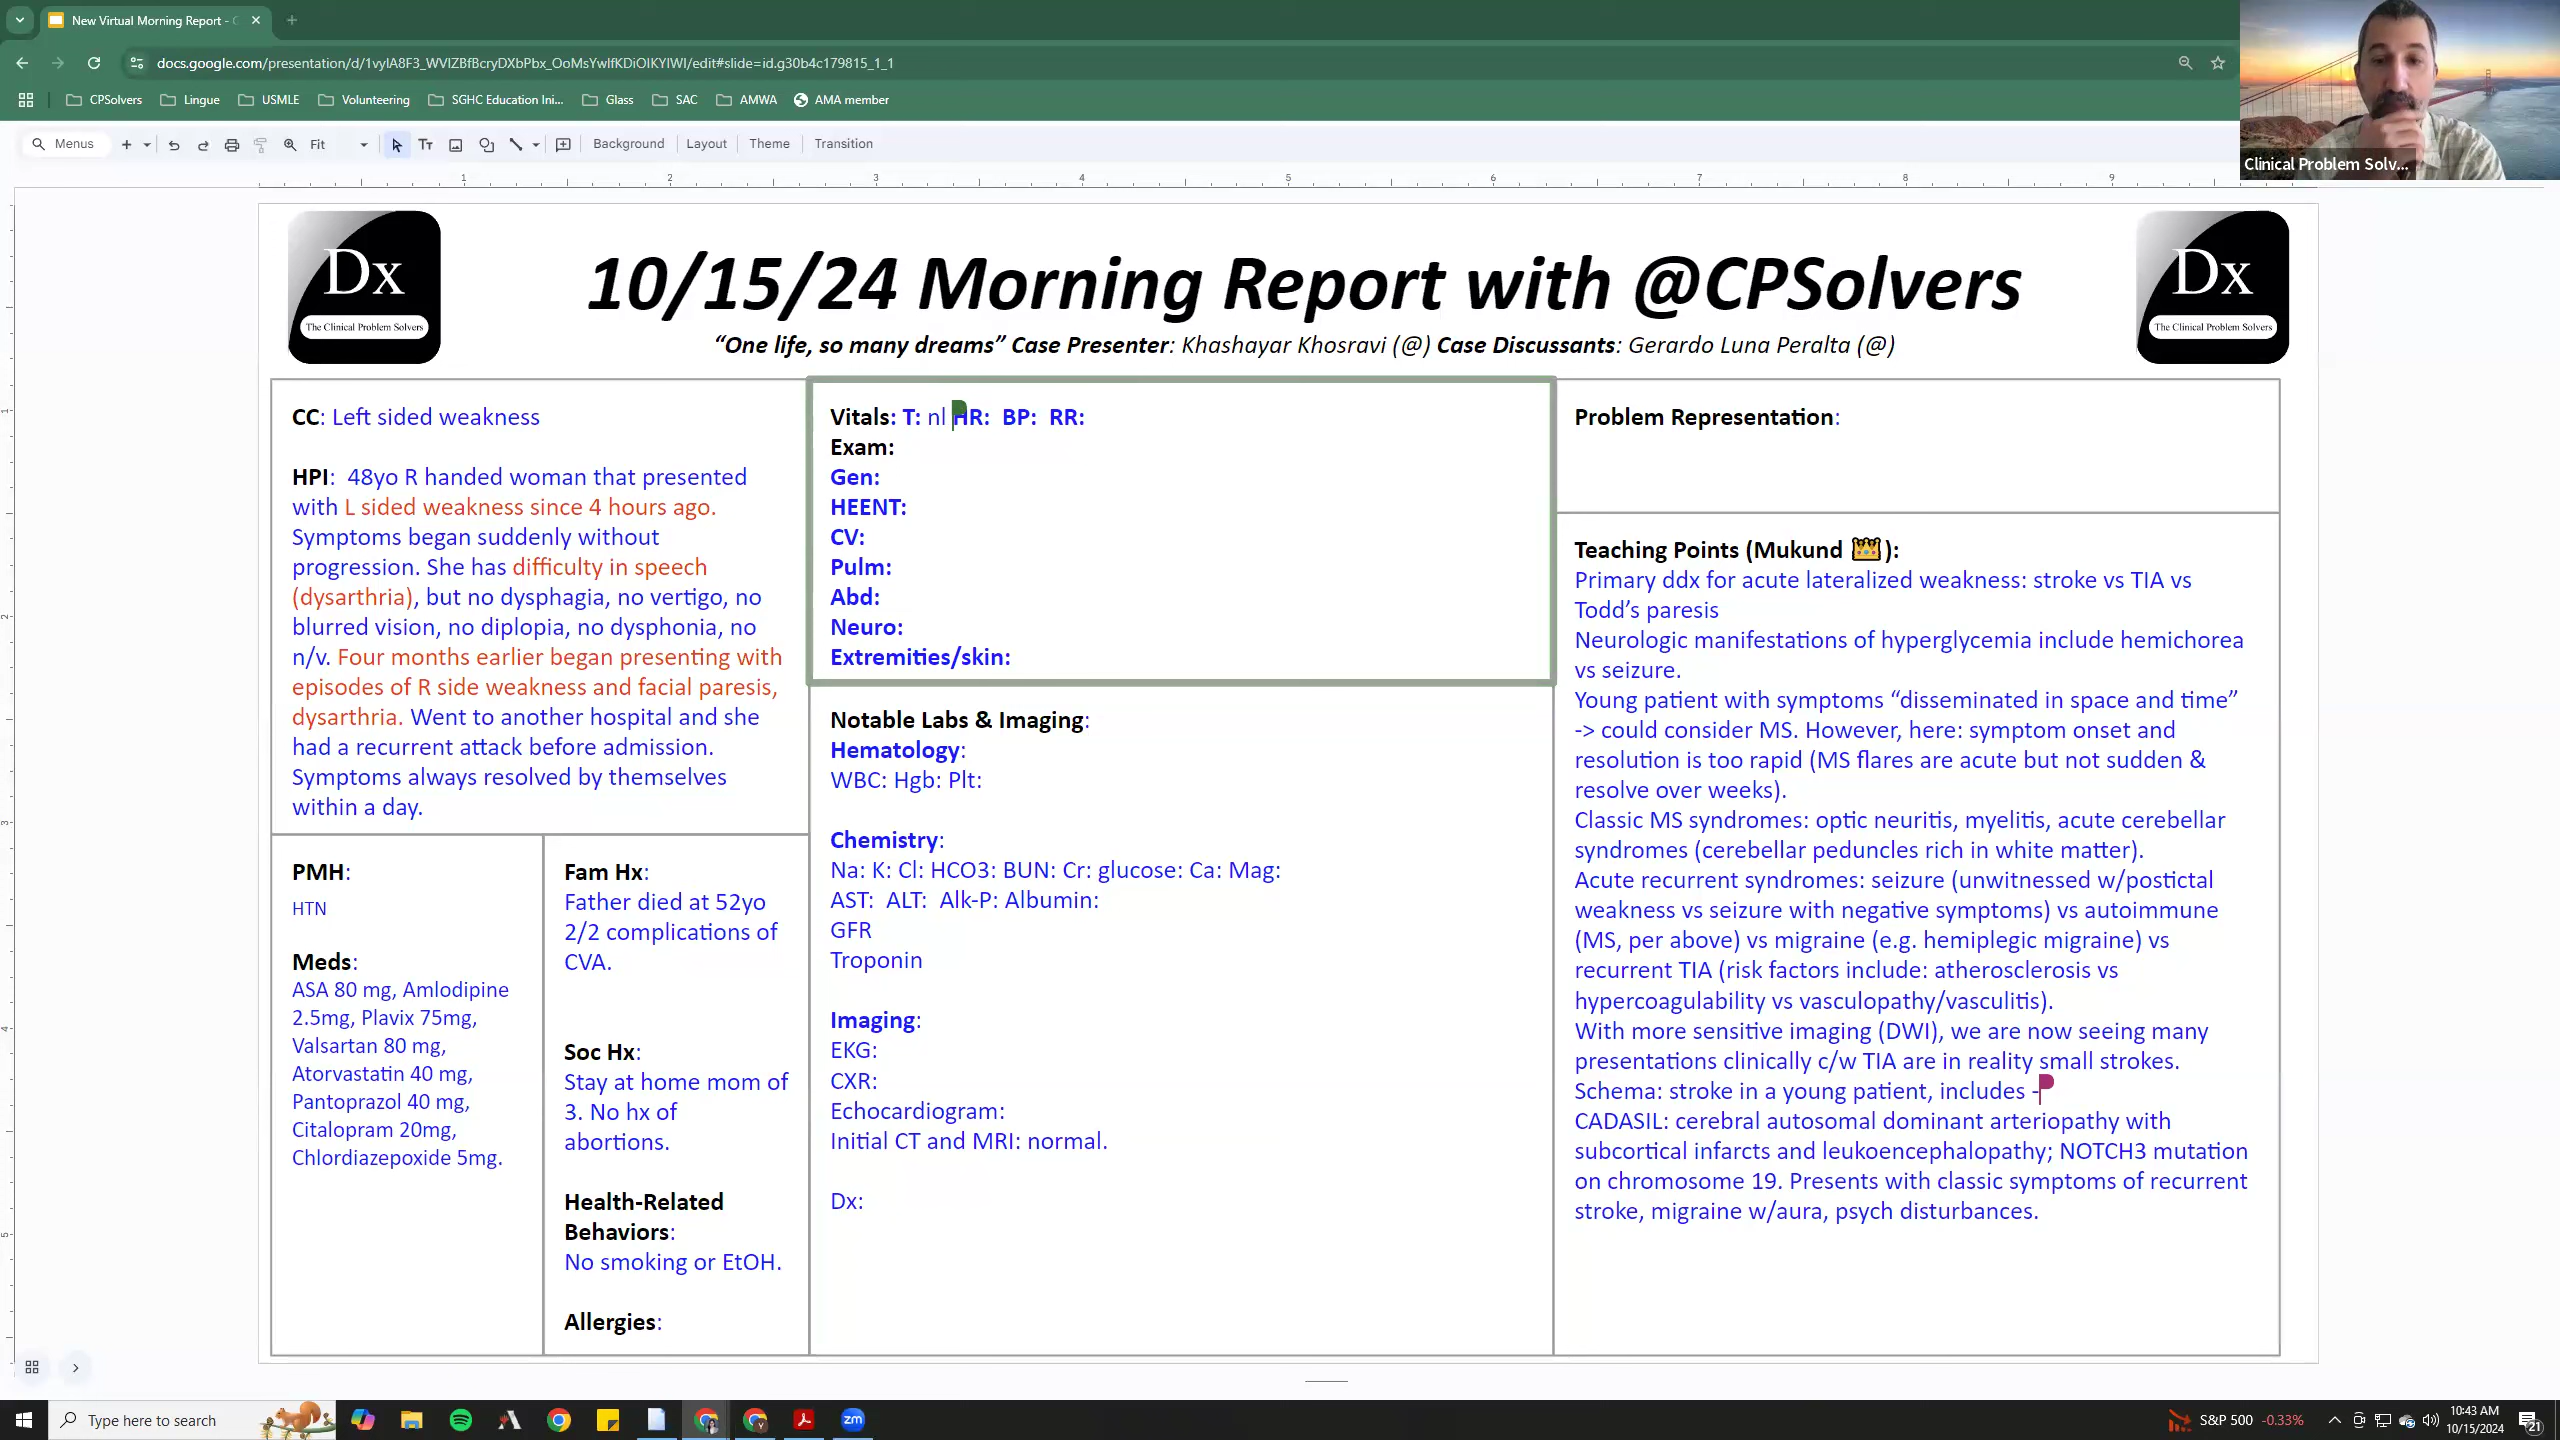 New Virtual Morning Report - C
docs.google.com/presentation/d/1vylA8F3_WVIZBfBcryDXbPbx_OoMsYwlfKDiOIKYIWI/edit#slide=id.g30b4c179815_1_1
CPSolvers Lingue USMLE Volunteering SGHC Education Ini... Glass SAC AMWA AMA member
Menus Fit Background Layout Theme Transition
Clinical Problem Solv...
1 2 3 4 5 6 7 8 9
Dx
The Clinical Problem Solvers
10/15/24 Morning Report with @CPSolvers
“One life, so many dreams” Case Presenter: Khashayar Khosravi (@) Case Discussants: Gerardo Luna Peralta (@)
Dx
The Clinical Problem Solvers
CC: Left sided weakness
HPI: 48yo R handed woman that presented
with L sided weakness since 4 hours ago.
Symptoms began suddenly without
progression. She has difficulty in speech
(dysarthria), but no dysphagia, no vertigo, no
blurred vision, no diplopia, no dysphonia, no
n/v. Four months earlier began presenting with
episodes of R side weakness and facial paresis,
dysarthria. Went to another hospital and she
had a recurrent attack before admission.
Symptoms always resolved by themselves
within a day.
PMH:
HTN
Meds:
ASA 80 mg, Amlodipine
2.5mg, Plavix 75mg,
Valsartan 80 mg,
Atorvastatin 40 mg,
Pantoprazol 40 mg,
Citalopram 20mg,
Chlordiazepoxide 5mg.
Fam Hx:
Father died at 52yo
2/2 complications of
CVA.
Soc Hx:
Stay at home mom of
3. No hx of
abortions.
Health-Related
Behaviors:
No smoking or EtOH.
Allergies:
Vitals: T: nl HR: BP: RR:
Exam:
Gen:
HEENT:
CV:
Pulm:
Abd:
Neuro:
Extremities/skin:
Notable Labs & Imaging:
Hematology:
WBC: Hgb: Plt:
Chemistry:
Na: K: Cl: HCO3: BUN: Cr: glucose: Ca: Mag:
AST: ALT: Alk-P: Albumin:
GFR
Troponin
Imaging:
EKG:
CXR:
Echocardiogram:
Initial CT and MRI: normal.
Dx:
Problem Representation:
Teaching Points (Mukund 👑):
Primary ddx for acute lateralized weakness: stroke vs TIA vs
Todd’s paresis
Neurologic manifestations of hyperglycemia include hemichorea
vs seizure.
Young patient with symptoms “disseminated in space and time”
-> could consider MS. However, here: symptom onset and
resolution is too rapid (MS flares are acute but not sudden &
resolve over weeks).
Classic MS syndromes: optic neuritis, myelitis, acute cerebellar
syndromes (cerebellar peduncles rich in white matter).
Acute recurrent syndromes: seizure (unwitnessed w/postictal
weakness vs seizure with negative symptoms) vs autoimmune
(MS, per above) vs migraine (e.g. hemiplegic migraine) vs
recurrent TIA (risk factors include: atherosclerosis vs
hypercoagulability vs vasculopathy/vasculitis).
With more sensitive imaging (DWI), we are now seeing many
presentations clinically c/w TIA are in reality small strokes.
Schema: stroke in a young patient, includes -
CADASIL: cerebral autosomal dominant arteriopathy with
subcortical infarcts and leukoencephalopathy; NOTCH3 mutation
on chromosome 19. Presents with classic symptoms of recurrent
stroke, migraine w/aura, psych disturbances.
Type here to search
zm
S&P 500 -0.33%
10:43 AM
10/15/2024
21